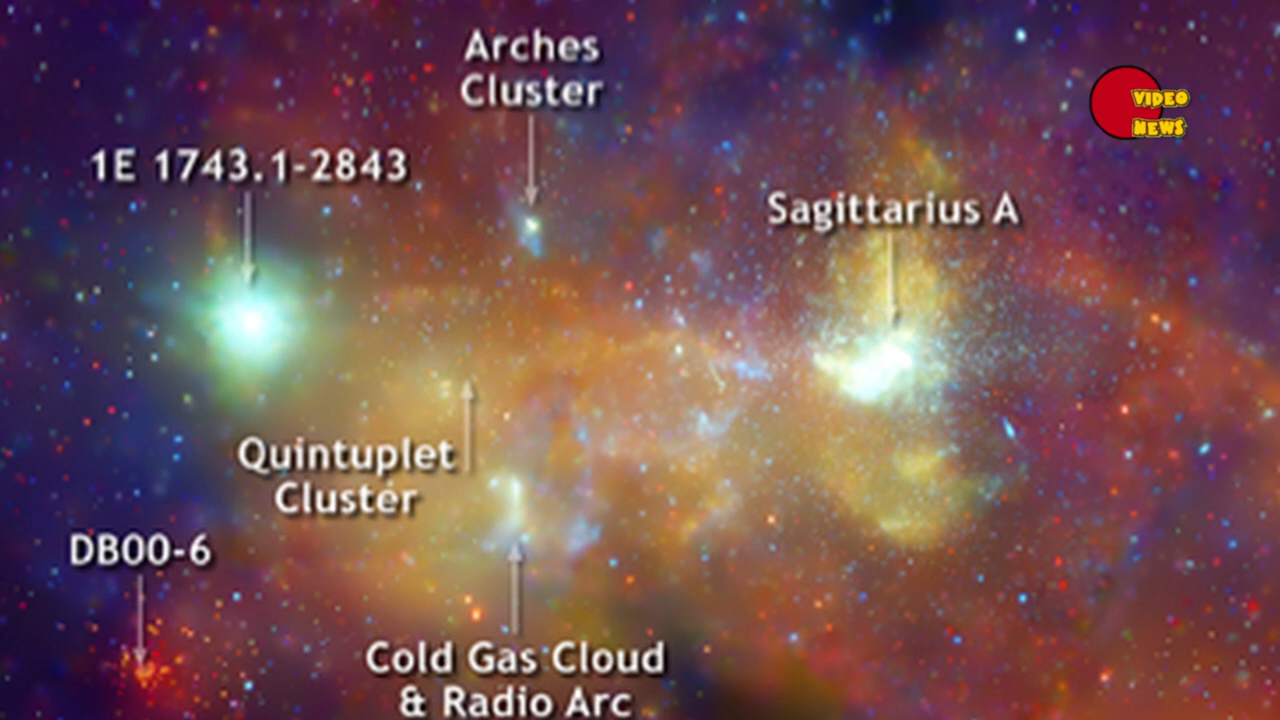 Arches
Cluster
VIDEO
NEWS
1E 1743.1-2843
Sagittarius A
Quintuplet
Cluster
DB00-6
Cold Gas Cloud
& Radio Arc